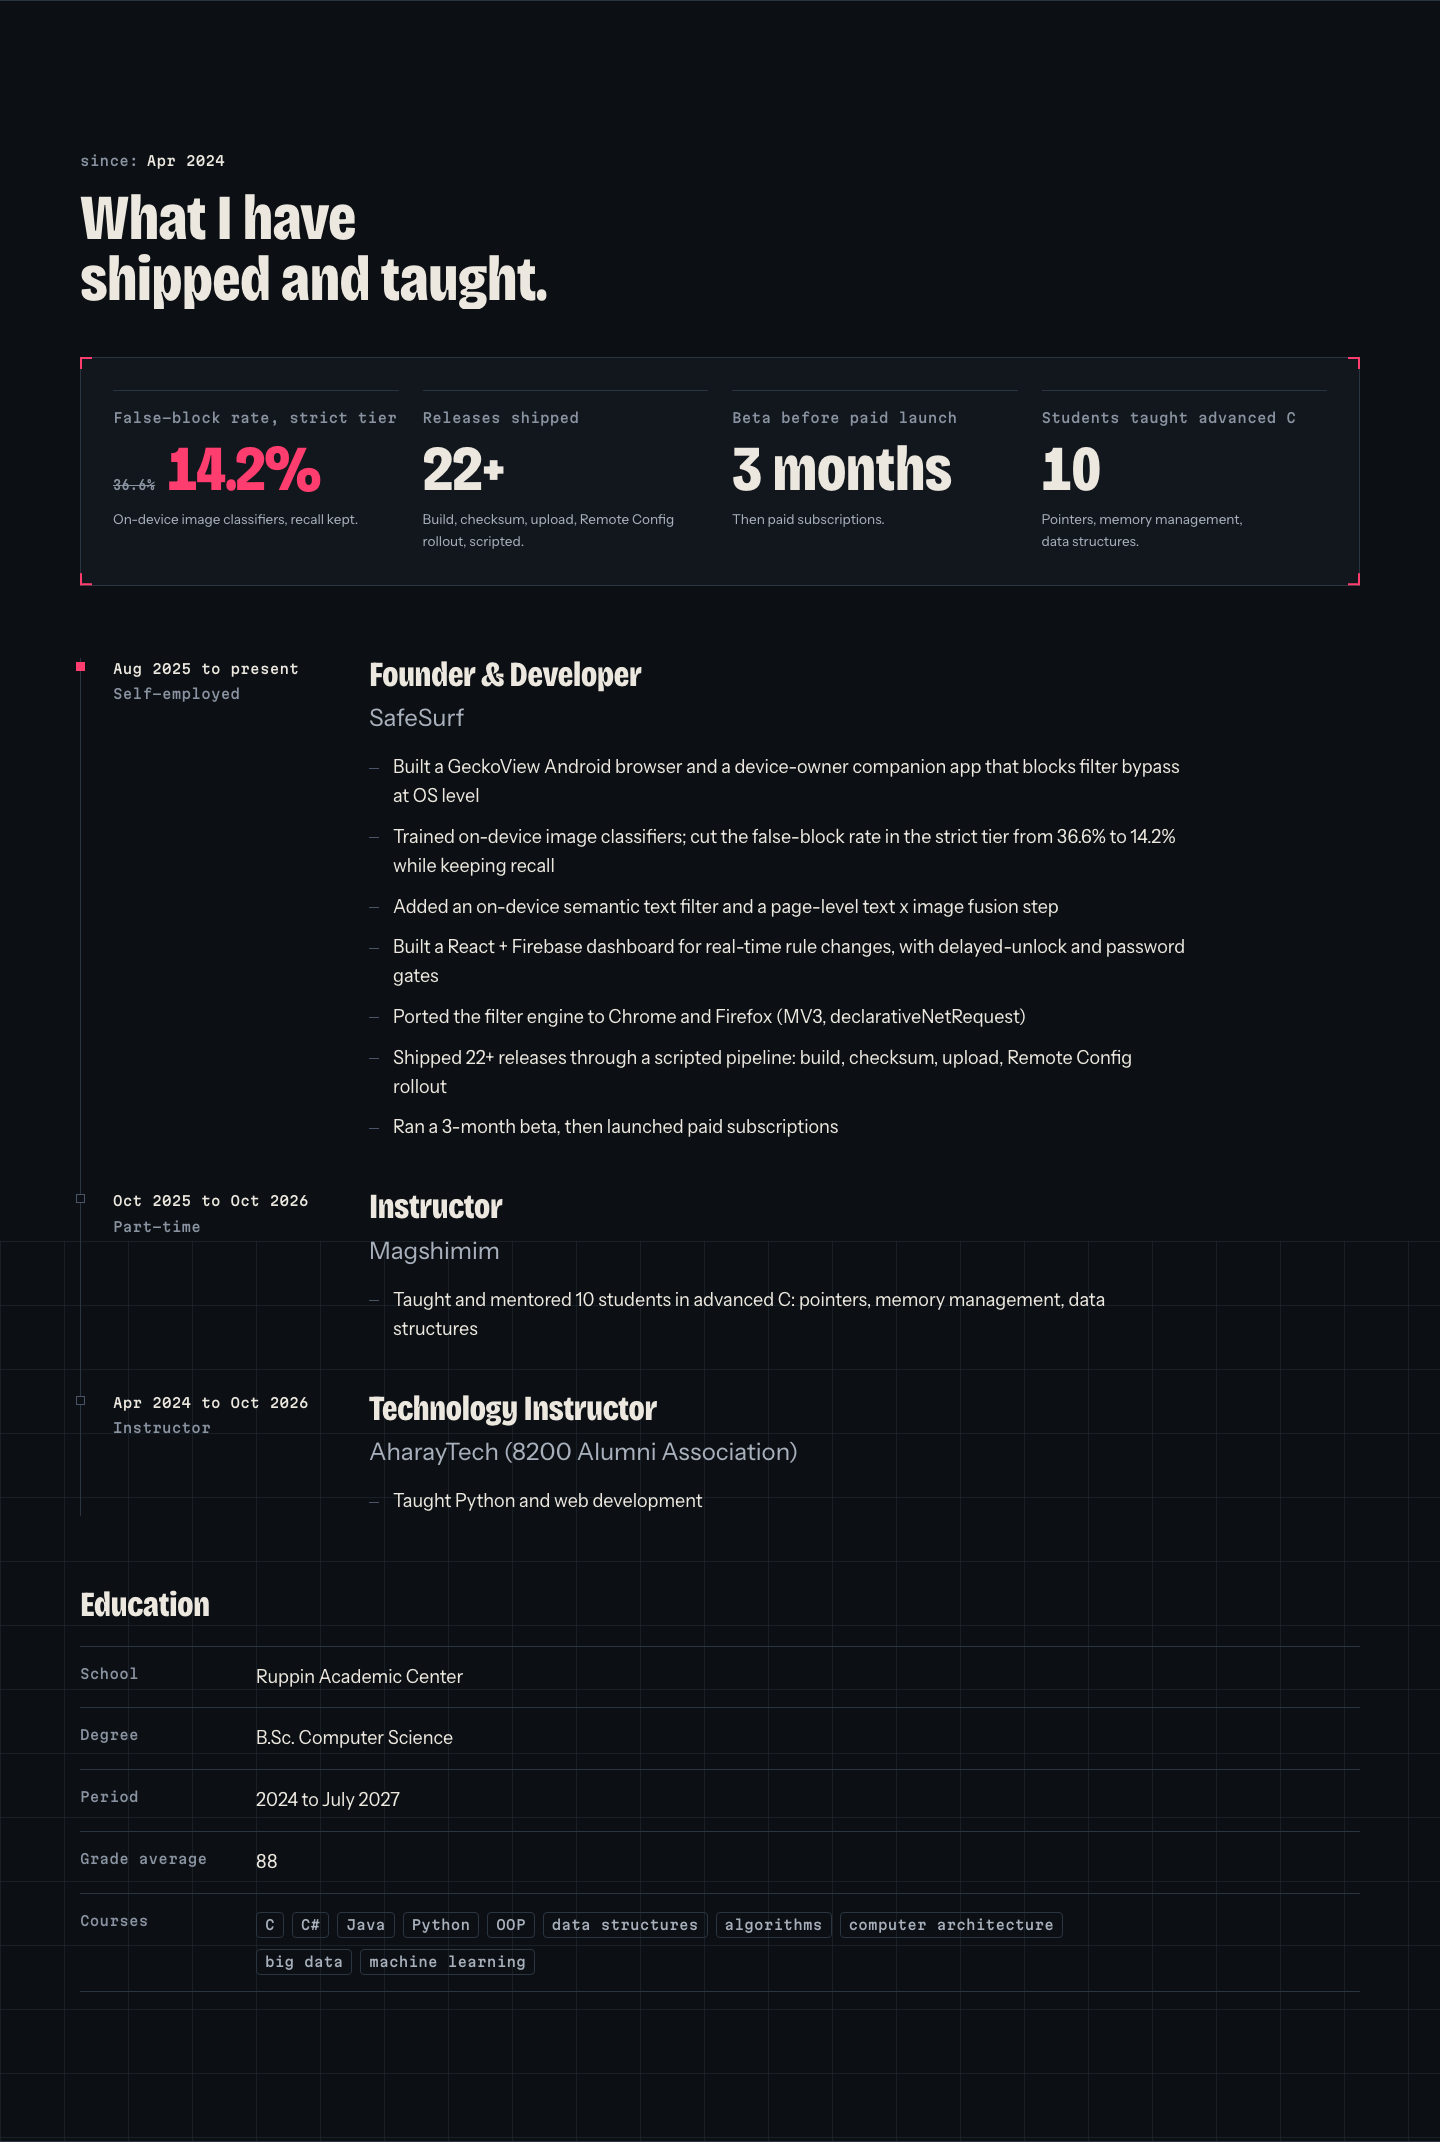 since: Apr 2024
What I have
shipped and taught.
False-block rate, strict tier
36.6% 14.2%
On-device image classifiers, recall kept.
Releases shipped
22+
Build, checksum, upload, Remote Config
rollout, scripted.
Beta before paid launch
3 months
Then paid subscriptions.
Students taught advanced C
10
Pointers, memory management,
data structures.
Aug 2025 to present
Self-employed
Founder & Developer
SafeSurf
— Built a GeckoView Android browser and a device-owner companion app that blocks filter bypass
at OS level
— Trained on-device image classifiers; cut the false-block rate in the strict tier from 36.6% to 14.2%
while keeping recall
— Added an on-device semantic text filter and a page-level text x image fusion step
— Built a React + Firebase dashboard for real-time rule changes, with delayed-unlock and password
gates
— Ported the filter engine to Chrome and Firefox (MV3, declarativeNetRequest)
— Shipped 22+ releases through a scripted pipeline: build, checksum, upload, Remote Config
rollout
— Ran a 3-month beta, then launched paid subscriptions
Oct 2025 to Oct 2026
Part-time
Instructor
Magshimim
— Taught and mentored 10 students in advanced C: pointers, memory management, data
structures
Apr 2024 to Oct 2026
Instructor
Technology Instructor
AharayTech (8200 Alumni Association)
— Taught Python and web development
Education
School Ruppin Academic Center
Degree B.Sc. Computer Science
Period 2024 to July 2027
Grade average 88
Courses C C# Java Python OOP data structures algorithms computer architecture
big data machine learning